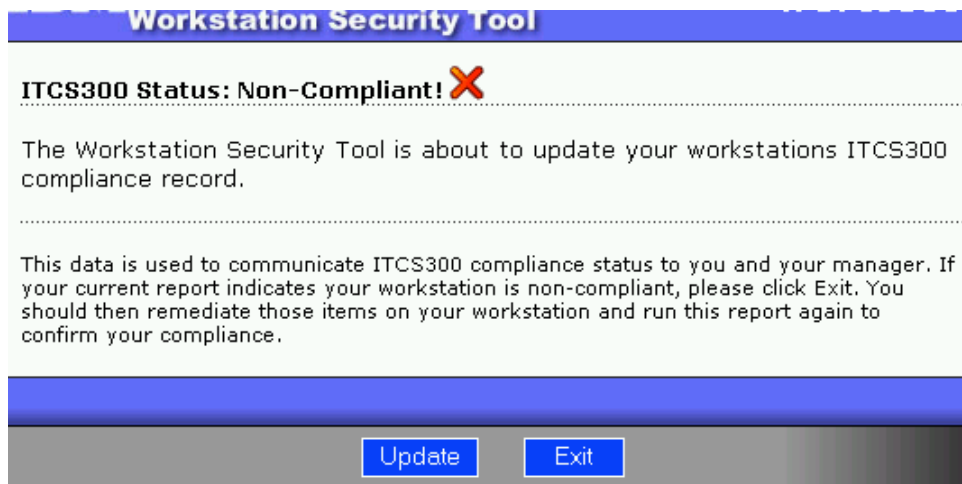 Workstation Security Tool
ITCS300 Status: Non-Compliant!
The Workstation Security Tool is about to update your workstations ITCS300
compliance record.
This data is used to communicate ITCS300 compliance status to you and your manager. If
your current report indicates your workstation is non-compliant, please click Exit. You
should then remediate those items on your workstation and run this report again to
confirm your compliance.
Update
Exit